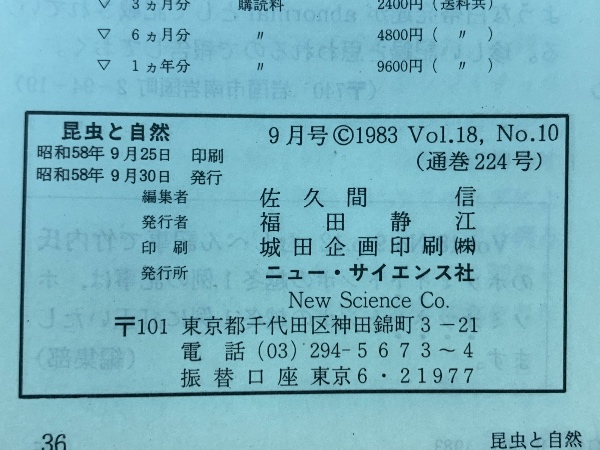 ▽ 3ヵ月分 購読料 2400円(送料共)
▽ 6ヵ月分 〃 4800円( 〃 )
▽ 1ヵ年分 〃 9600円( 〃 )
昆虫と自然 9月号©1983 Vol.18, No.10
昭和58年9月25日 印刷 (通巻224号)
昭和58年9月30日 発行
編集者 佐久間 信
発行者 福田静江
印刷 城田企画印刷㈱
発行所 ニュー・サイエンス社
New Science Co.
〒101 東京都千代田区神田錦町3-21
電話 (03) 294-5673~4
振替口座 東京6・21977
36
昆虫と自然